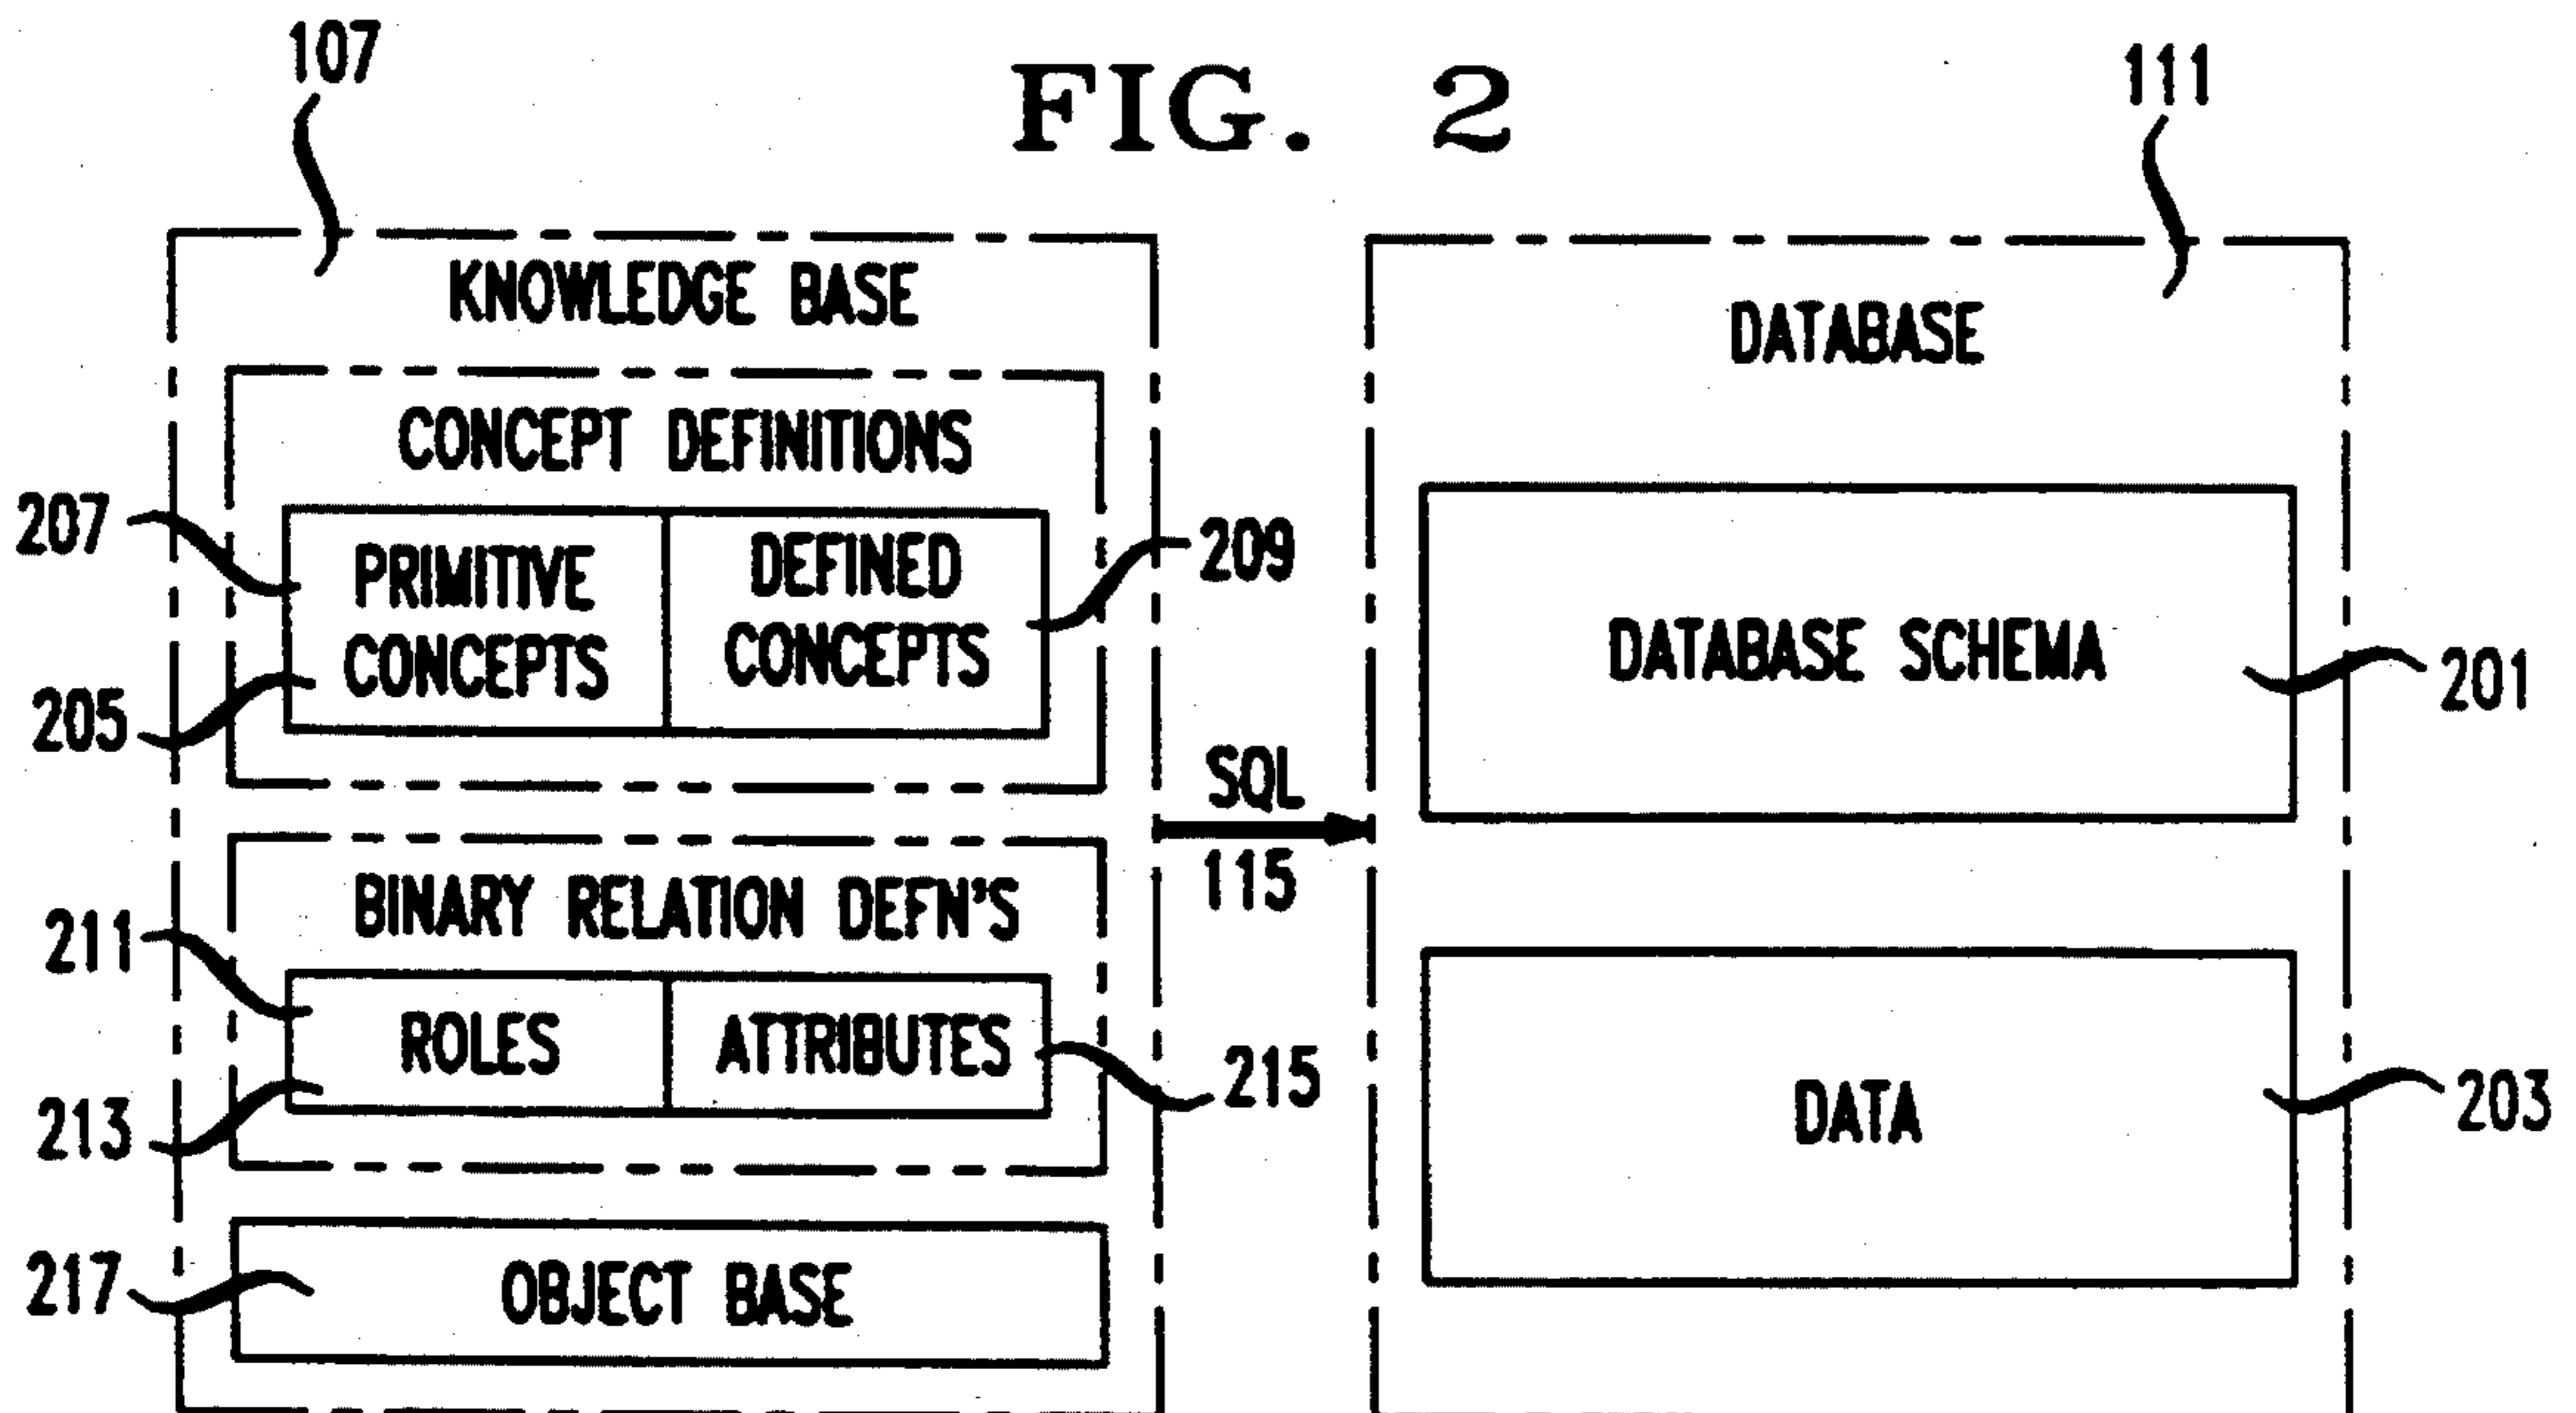 FIG. 2
107
111
KNOWLEDGE BASE
CONCEPT DEFINITIONS
207
PRIMITIVE
CONCEPTS
205
DEFINED
CONCEPTS
209
BINARY RELATION DEFN'S
211
ROLES
213
ATTRIBUTES
215
217
OBJECT BASE
SQL
115
DATABASE
DATABASE SCHEMA
201
DATA
203